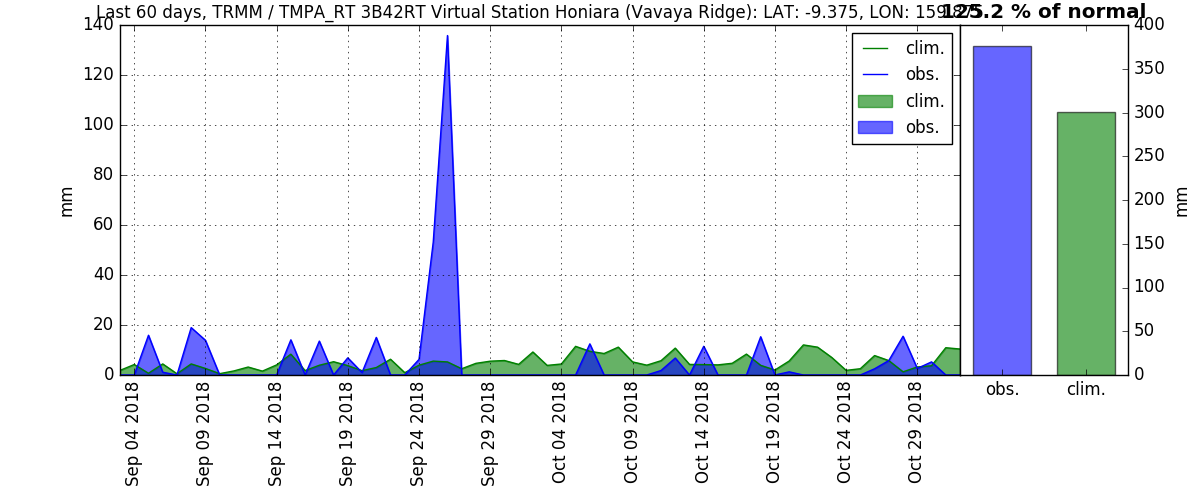 Last 60 days, TRMM / TMPA_RT 3B42RT Virtual Station Honiara (Vavaya Ridge): LAT: -9.375, LON:
125.2 % of normal
140
120
100
80
60
40
20
0
mm
clim.
obs.
clim.
obs.
Sep 04 2018
Sep 09 2018
Sep 14 2018
Sep 19 2018
Sep 24 2018
Sep 29 2018
Oct 04 2018
Oct 09 2018
Oct 14 2018
Oct 19 2018
Oct 24 2018
Oct 29 2018
400
350
300
250
200
150
100
50
0
mm
obs.
clim.